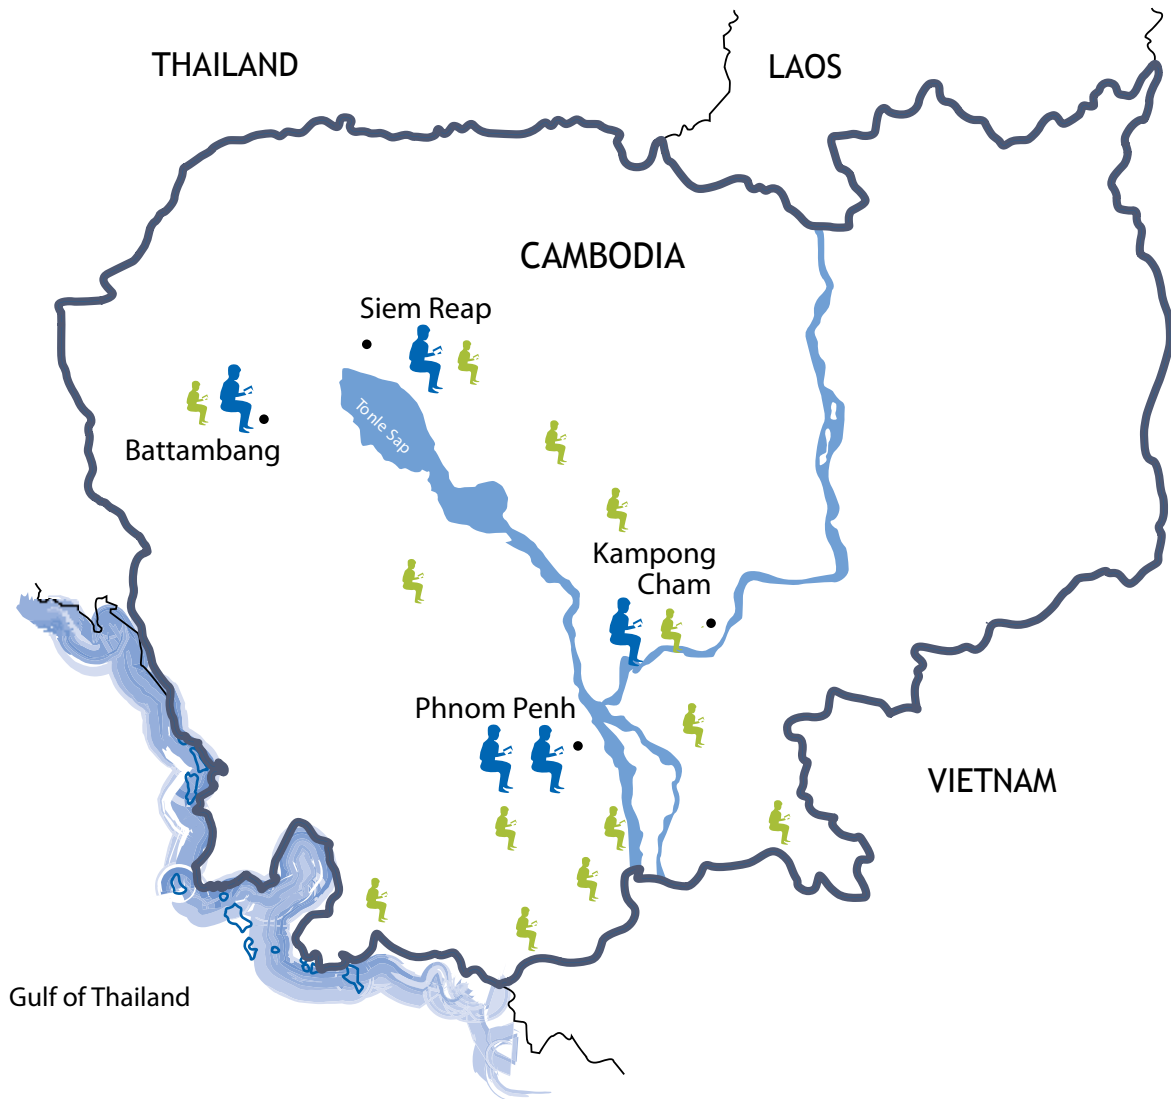 THAILAND
LAOS
CAMBODIA
Siem Reap
Tonle Sap
Battambang
Kampong
Cham
Phnom Penh
VIETNAM
Gulf of Thailand